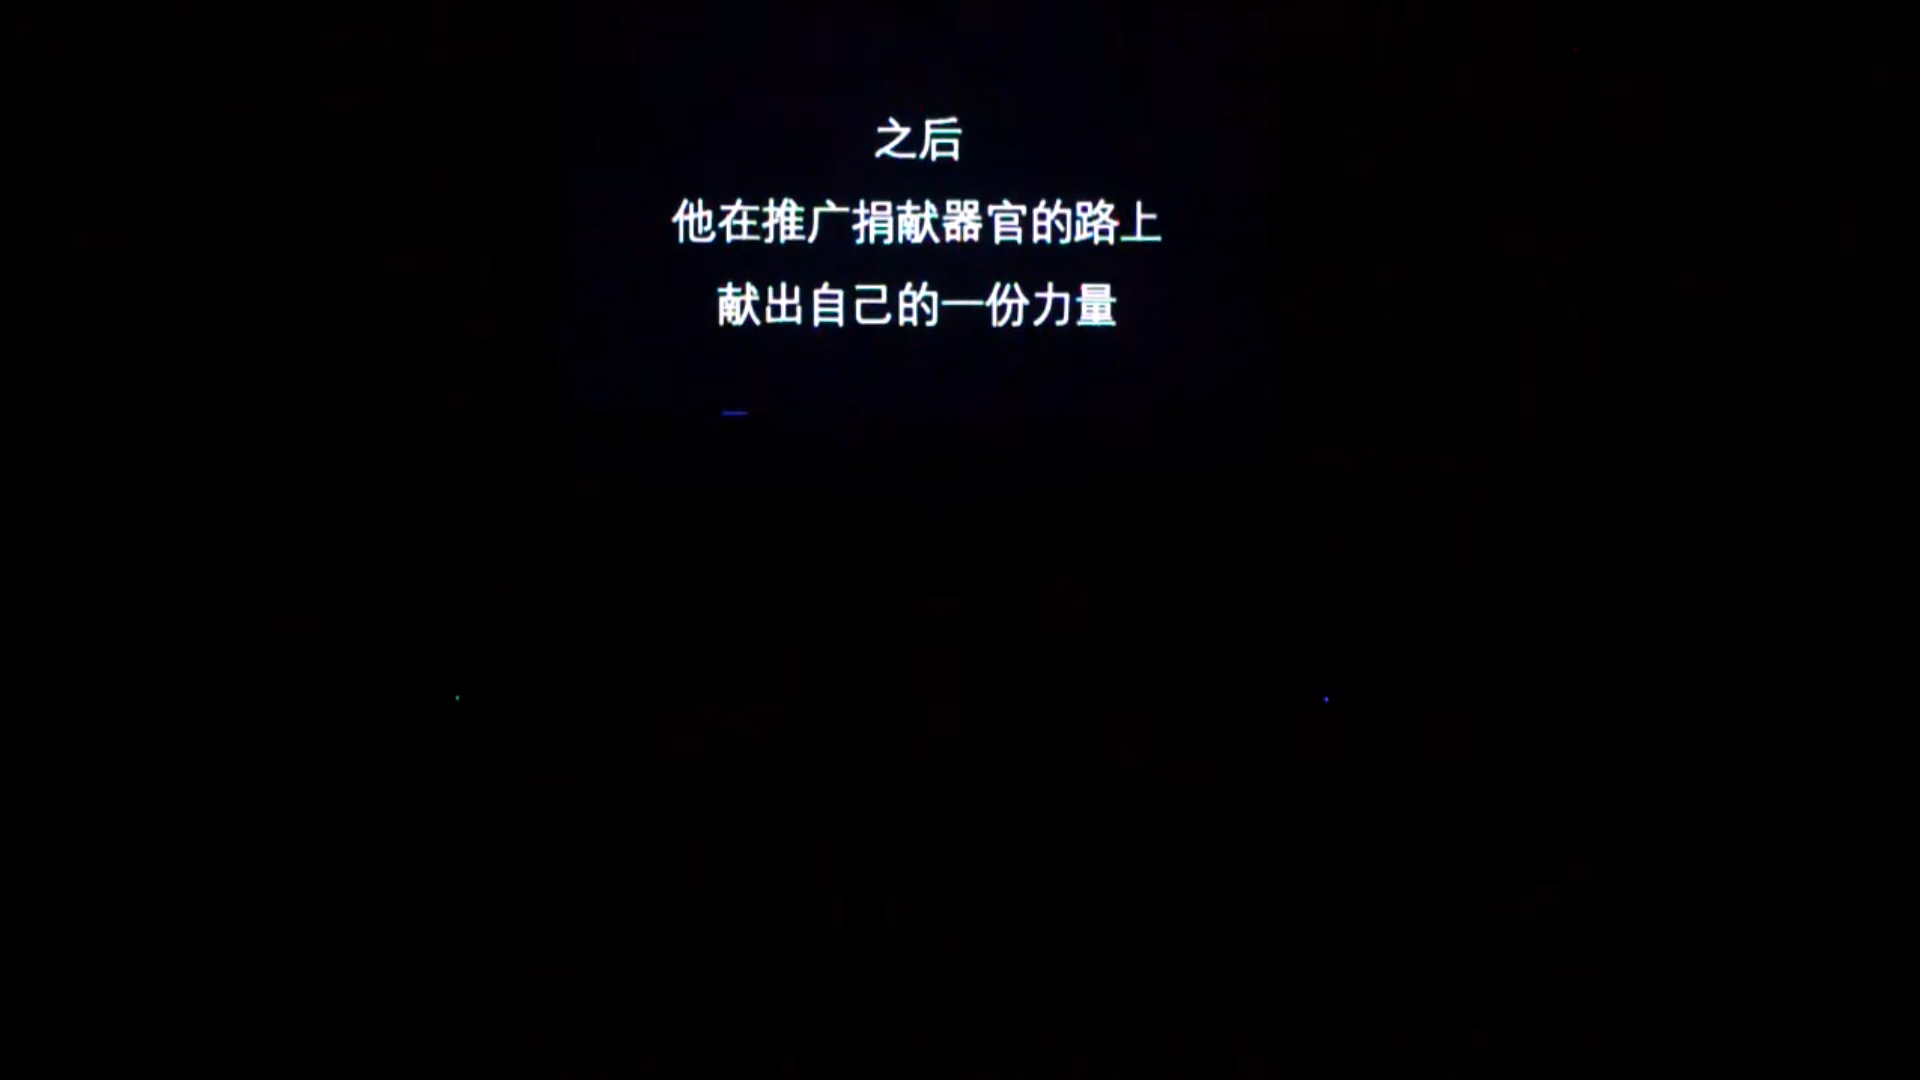 之后
他在推广捐献器官的路上
献出自己的一份力量